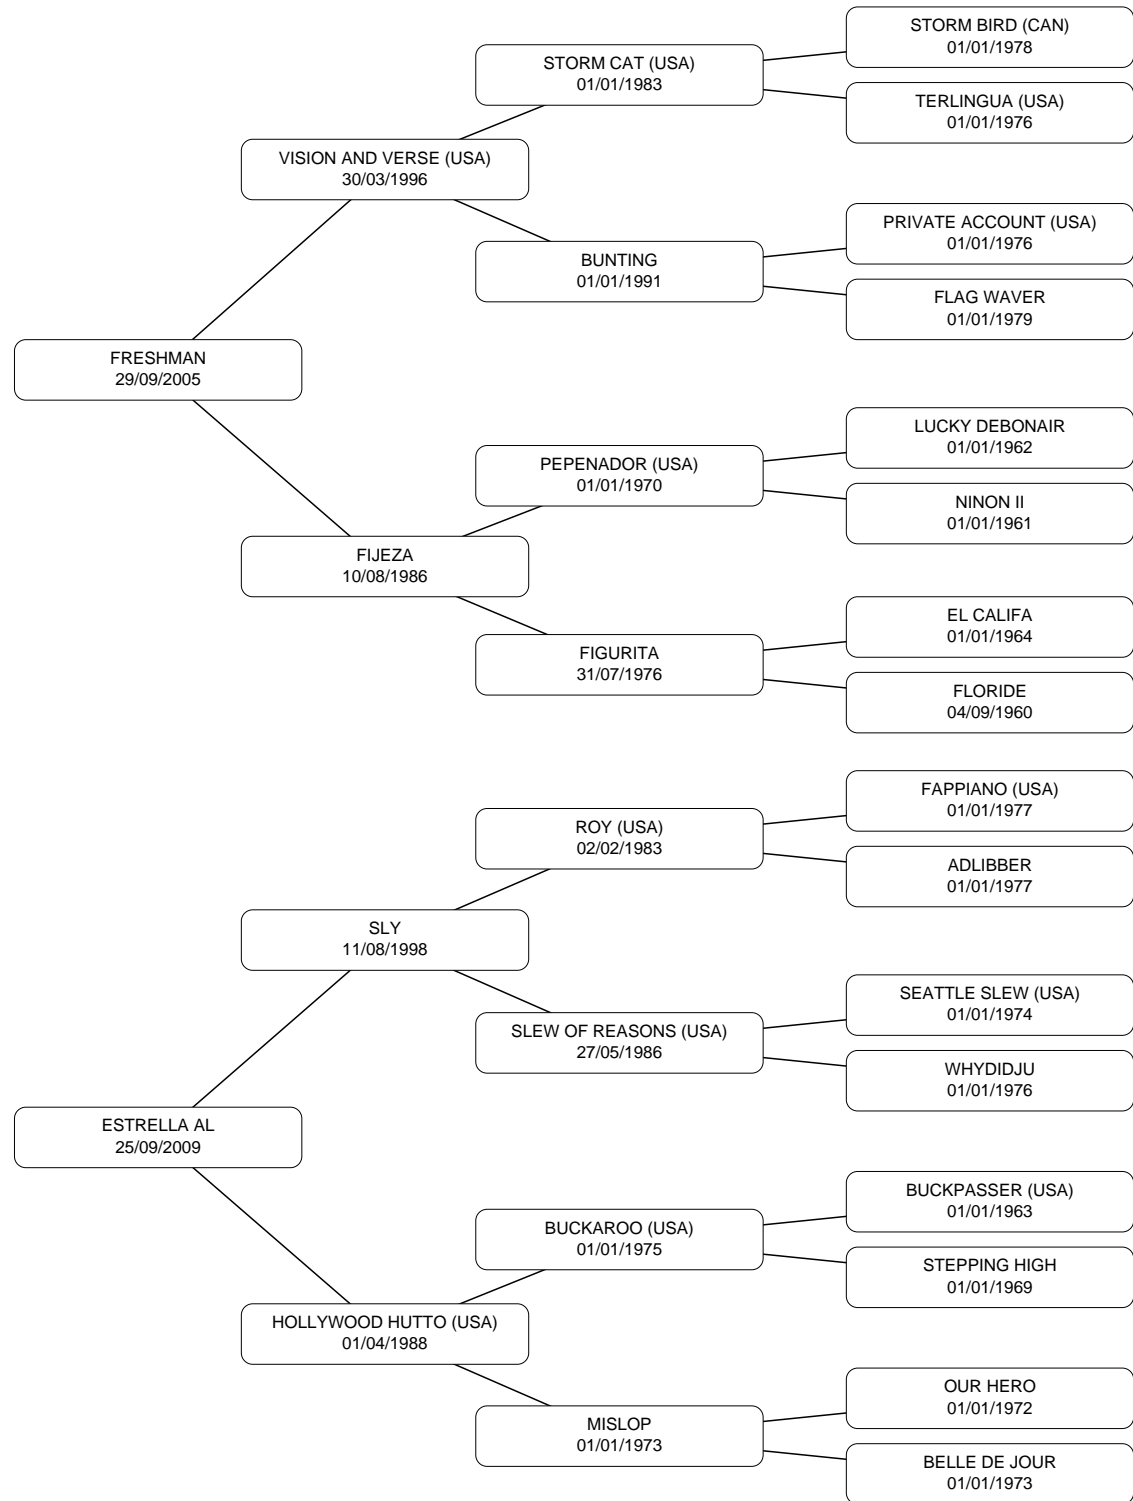 STORM BIRD (CAN)
01/01/1978
STORM CAT (USA)
01/01/1983
TERLINGUA (USA)
01/01/1976
VISION AND VERSE (USA)
30/03/1996
PRIVATE ACCOUNT (USA)
01/01/1976
BUNTING
01/01/1991
FLAG WAVER
01/01/1979
FRESHMAN
29/09/2005
LUCKY DEBONAIR
01/01/1962
PEPENADOR (USA)
01/01/1970
NINON II
01/01/1961
FIJEZA
10/08/1986
EL CALIFA
01/01/1964
FIGURITA
31/07/1976
FLORIDE
04/09/1960
FAPPIANO (USA)
01/01/1977
ROY (USA)
02/02/1983
ADLIBBER
01/01/1977
SLY
11/08/1998
SEATTLE SLEW (USA)
01/01/1974
SLEW OF REASONS (USA)
27/05/1986
WHYDIDJU
01/01/1976
ESTRELLA AL
25/09/2009
BUCKPASSER (USA)
01/01/1963
BUCKAROO (USA)
01/01/1975
STEPPING HIGH
01/01/1969
HOLLYWOOD HUTTO (USA)
01/04/1988
OUR HERO
01/01/1972
MISLOP
01/01/1973
BELLE DE JOUR
01/01/1973